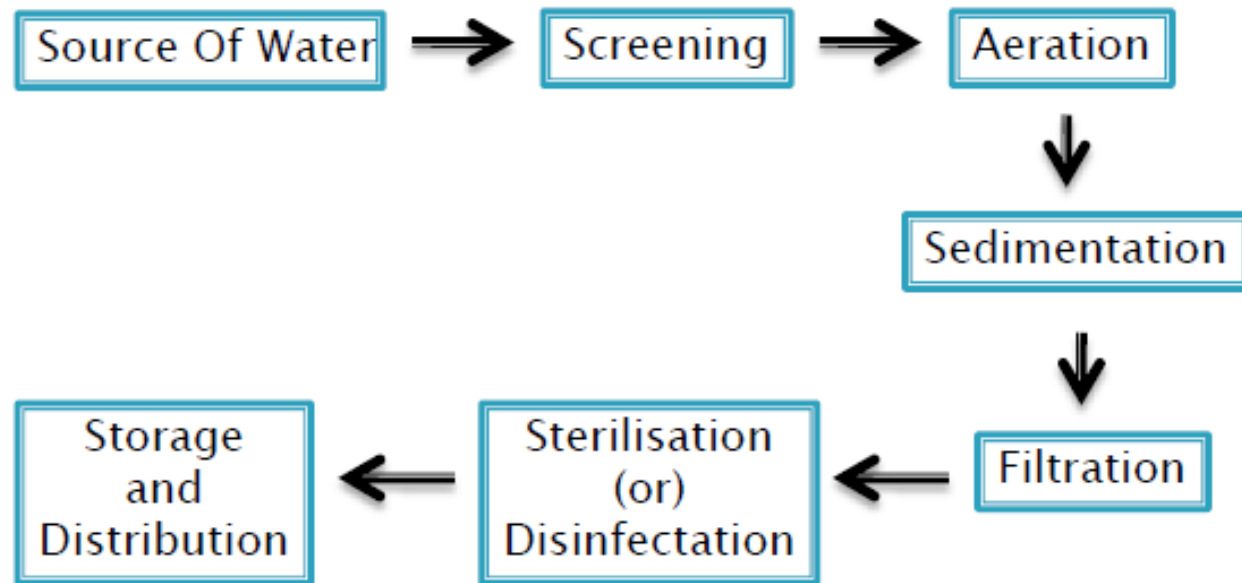 Source Of Water
Screening
Aeration
Sedimentation
Filtration
Sterilisation
(or)
Disinfectation
Storage
and
Distribution